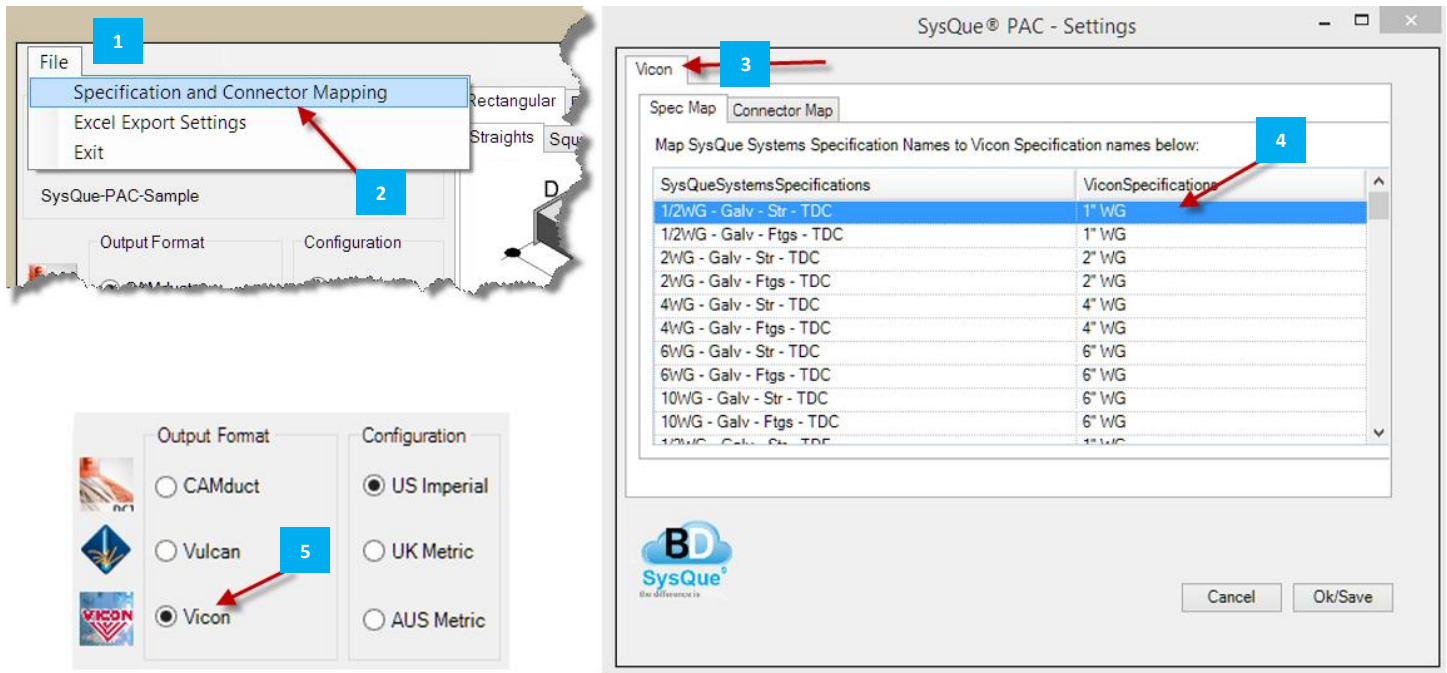 1
File
Specification and Connector Mapping
Excel Export Settings
Exit
2
Rectangular
Straights Squ
D
SysQue-PAC-Sample
Output Format Configuration
SysQue® PAC - Settings
Vicon
3
Spec Map Connector Map
Map SysQue Systems Specification Names to Vicon Specification names below:
4
SysQueSystemsSpecifications ViconSpecifications
1/2WG - Galv - Str - TDC 1" WG
1/2WG - Galv - Ftgs - TDC 1" WG
2WG - Galv - Str - TDC 2" WG
2WG - Galv - Ftgs - TDC 2" WG
4WG - Galv - Str - TDC 4" WG
4WG - Galv - Ftgs - TDC 4" WG
6WG - Galv - Str - TDC 6" WG
6WG - Galv - Ftgs - TDC 6" WG
10WG - Galv - Str - TDC 6" WG
10WG - Galv - Ftgs - TDC 6" WG
BD
SysQue®
the difference is
Cancel Ok/Save
Output Format Configuration
CAMduct US Imperial
Vulcan UK Metric
5
VICON
Vicon AUS Metric